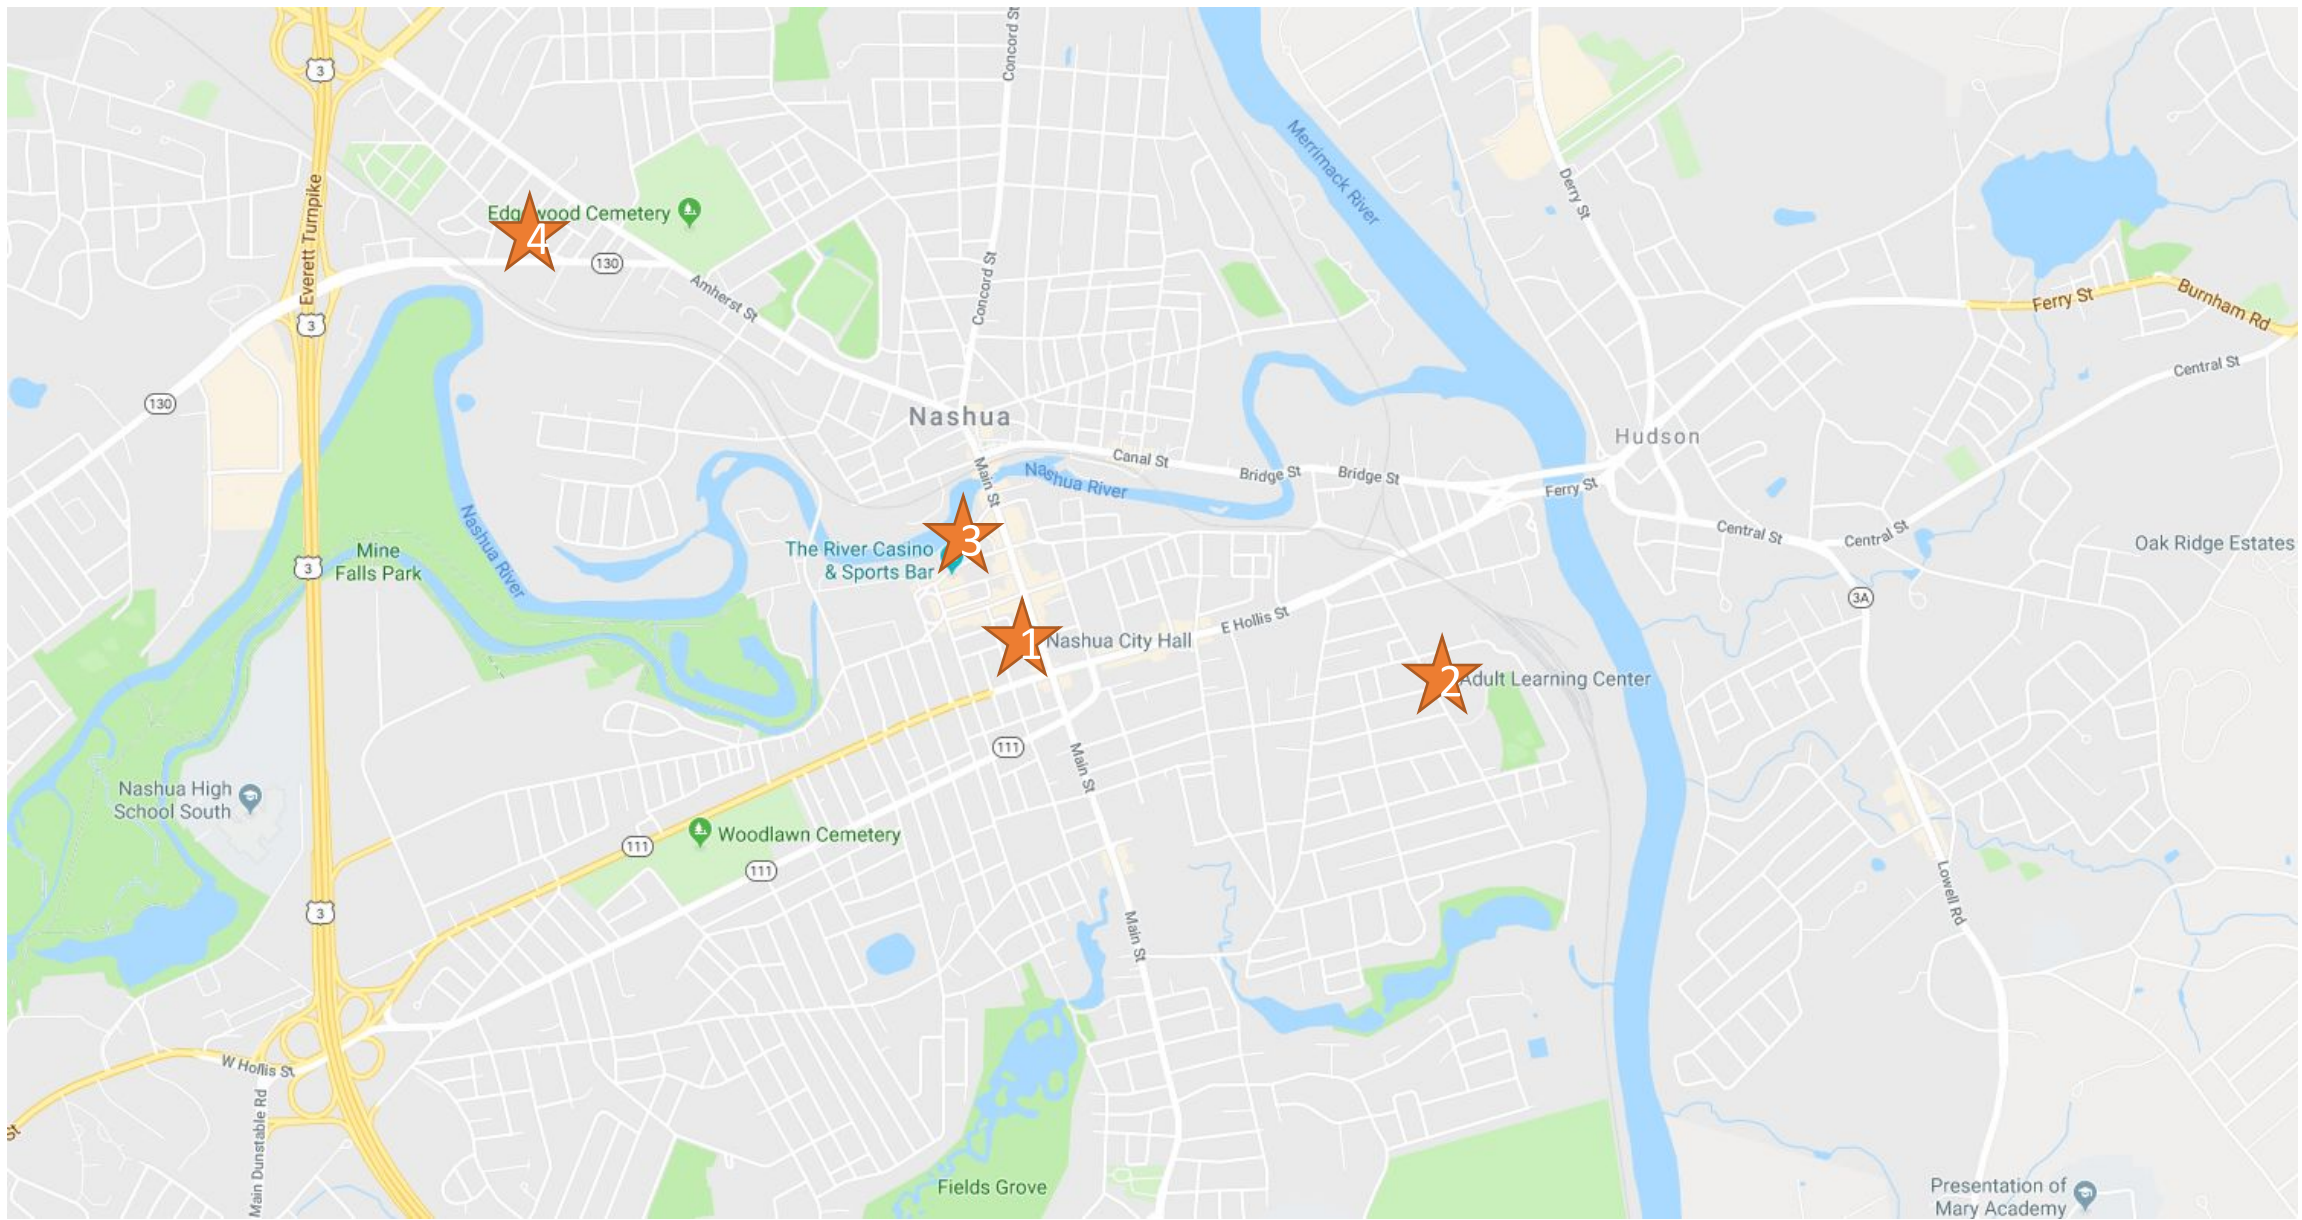 Concord St
3
Everett Turnpike
Merrimack River
Derry St
Edgewood Cemetery
4
130
Concord St
Amherst St
3
Ferry St
Burnham Rd
Central St
130
Nashua
Hudson
Canal St
Main St
Nashua River
Bridge St
Bridge St
Ferry St
Nashua River
3
The River Casino
& Sports Bar
Mine
Falls Park
3
Central St
Central St
Oak Ridge Estates
3A
E Hollis St
1
Nashua City Hall
2
Adult Learning Center
111
Main St
Nashua High
School South
Woodlawn Cemetery
111
111
3
Main St
Lowell Rd
W Hollis St
Main Dunstable Rd
St
Fields Grove
Presentation of
Mary Academy